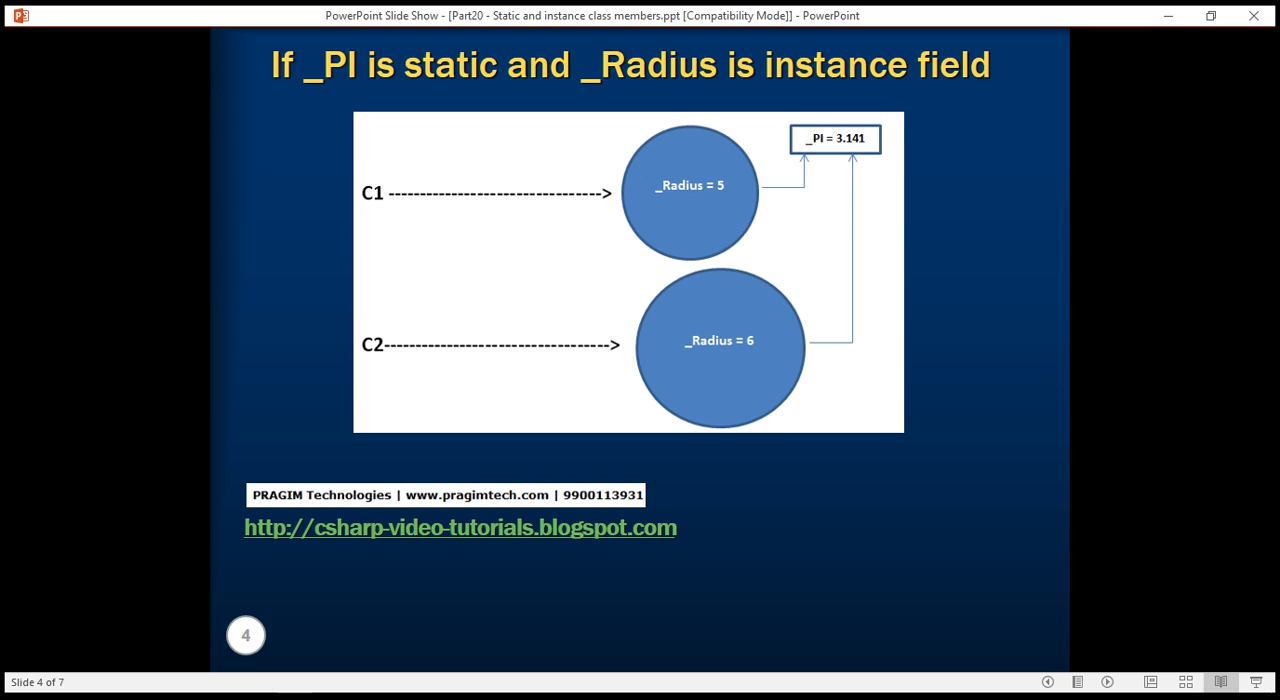 PowerPoint Slide Show - [Part20 - Static and instance class members.ppt [Compatibility Mode]] - PowerPoint
If _PI is static and _Radius is instance field
_PI = 3.141
C1 ---------------------------------->
_Radius = 5
C2------------------------------------>
_Radius = 6
PRAGIM Technologies | www.pragimtech.com | 9900113931
http://csharp-video-tutorials.blogspot.com
4
Slide 4 of 7